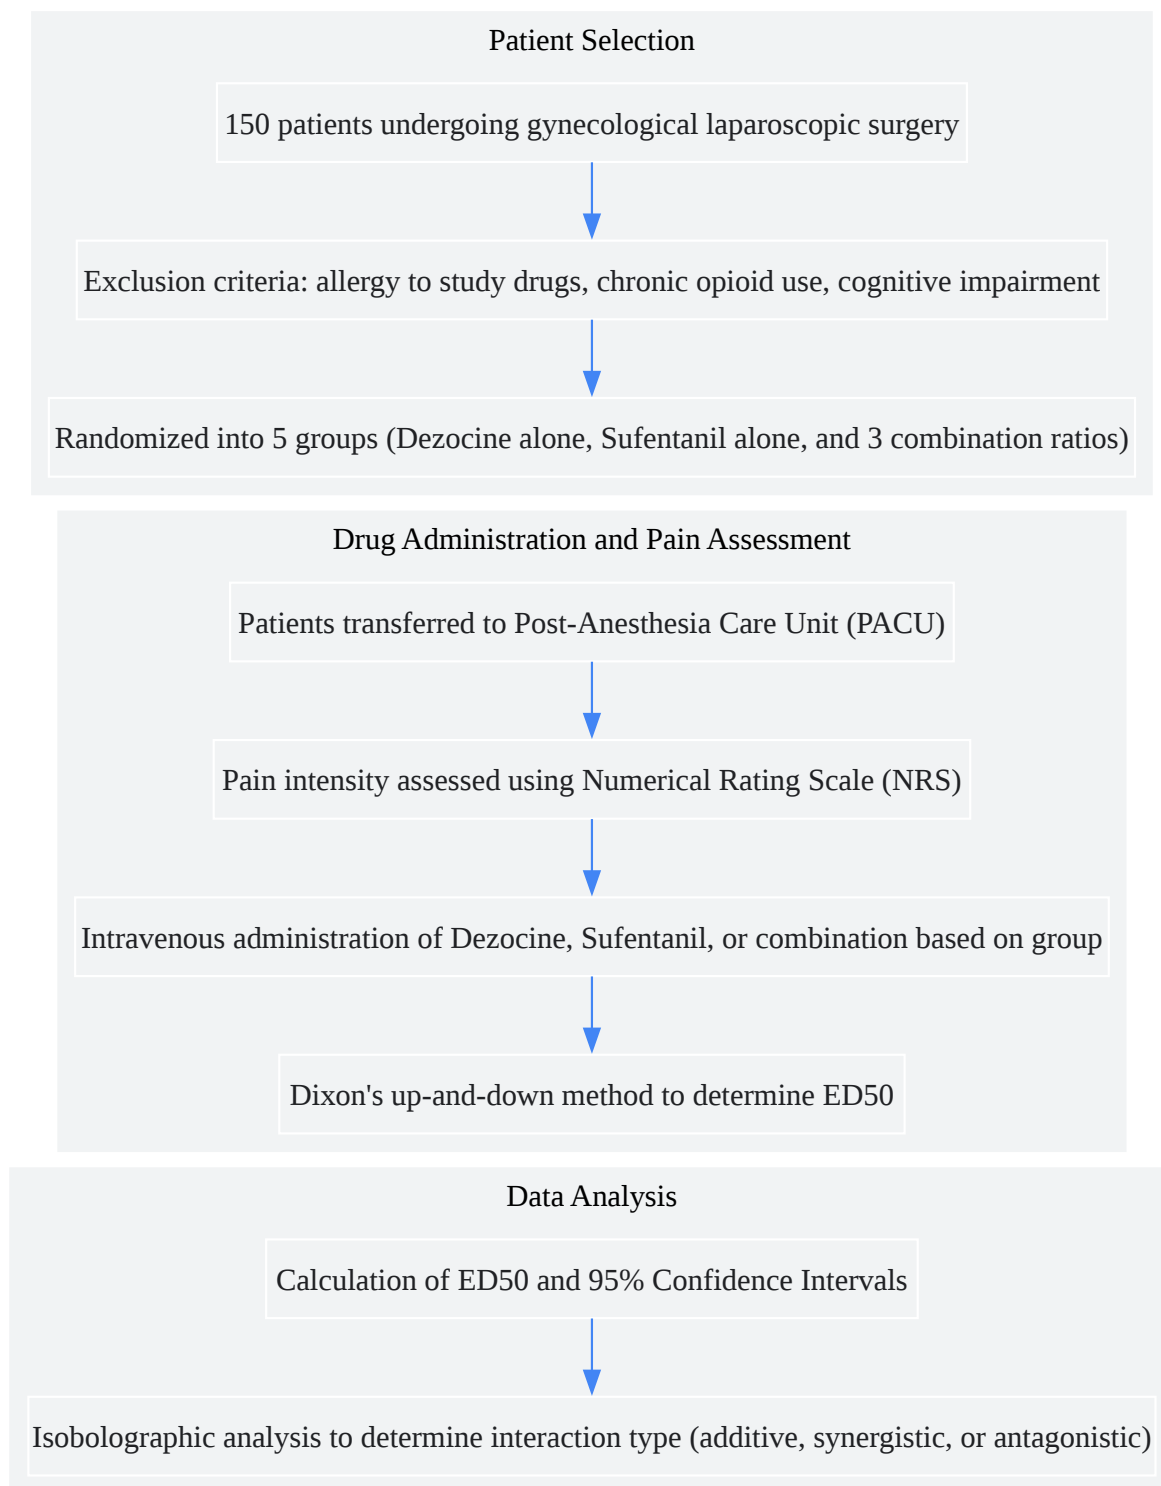 Patient Selection
150 patients undergoing gynecological laparoscopic surgery
Exclusion criteria: allergy to study drugs, chronic opioid use, cognitive impairment
Randomized into 5 groups (Dezocine alone, Sufentanil alone, and 3 combination ratios)
Drug Administration and Pain Assessment
Patients transferred to Post-Anesthesia Care Unit (PACU)
Pain intensity assessed using Numerical Rating Scale (NRS)
Intravenous administration of Dezocine, Sufentanil, or combination based on group
Dixon's up-and-down method to determine ED50
Data Analysis
Calculation of ED50 and 95% Confidence Intervals
Isobolographic analysis to determine interaction type (additive, synergistic, or antagonistic)